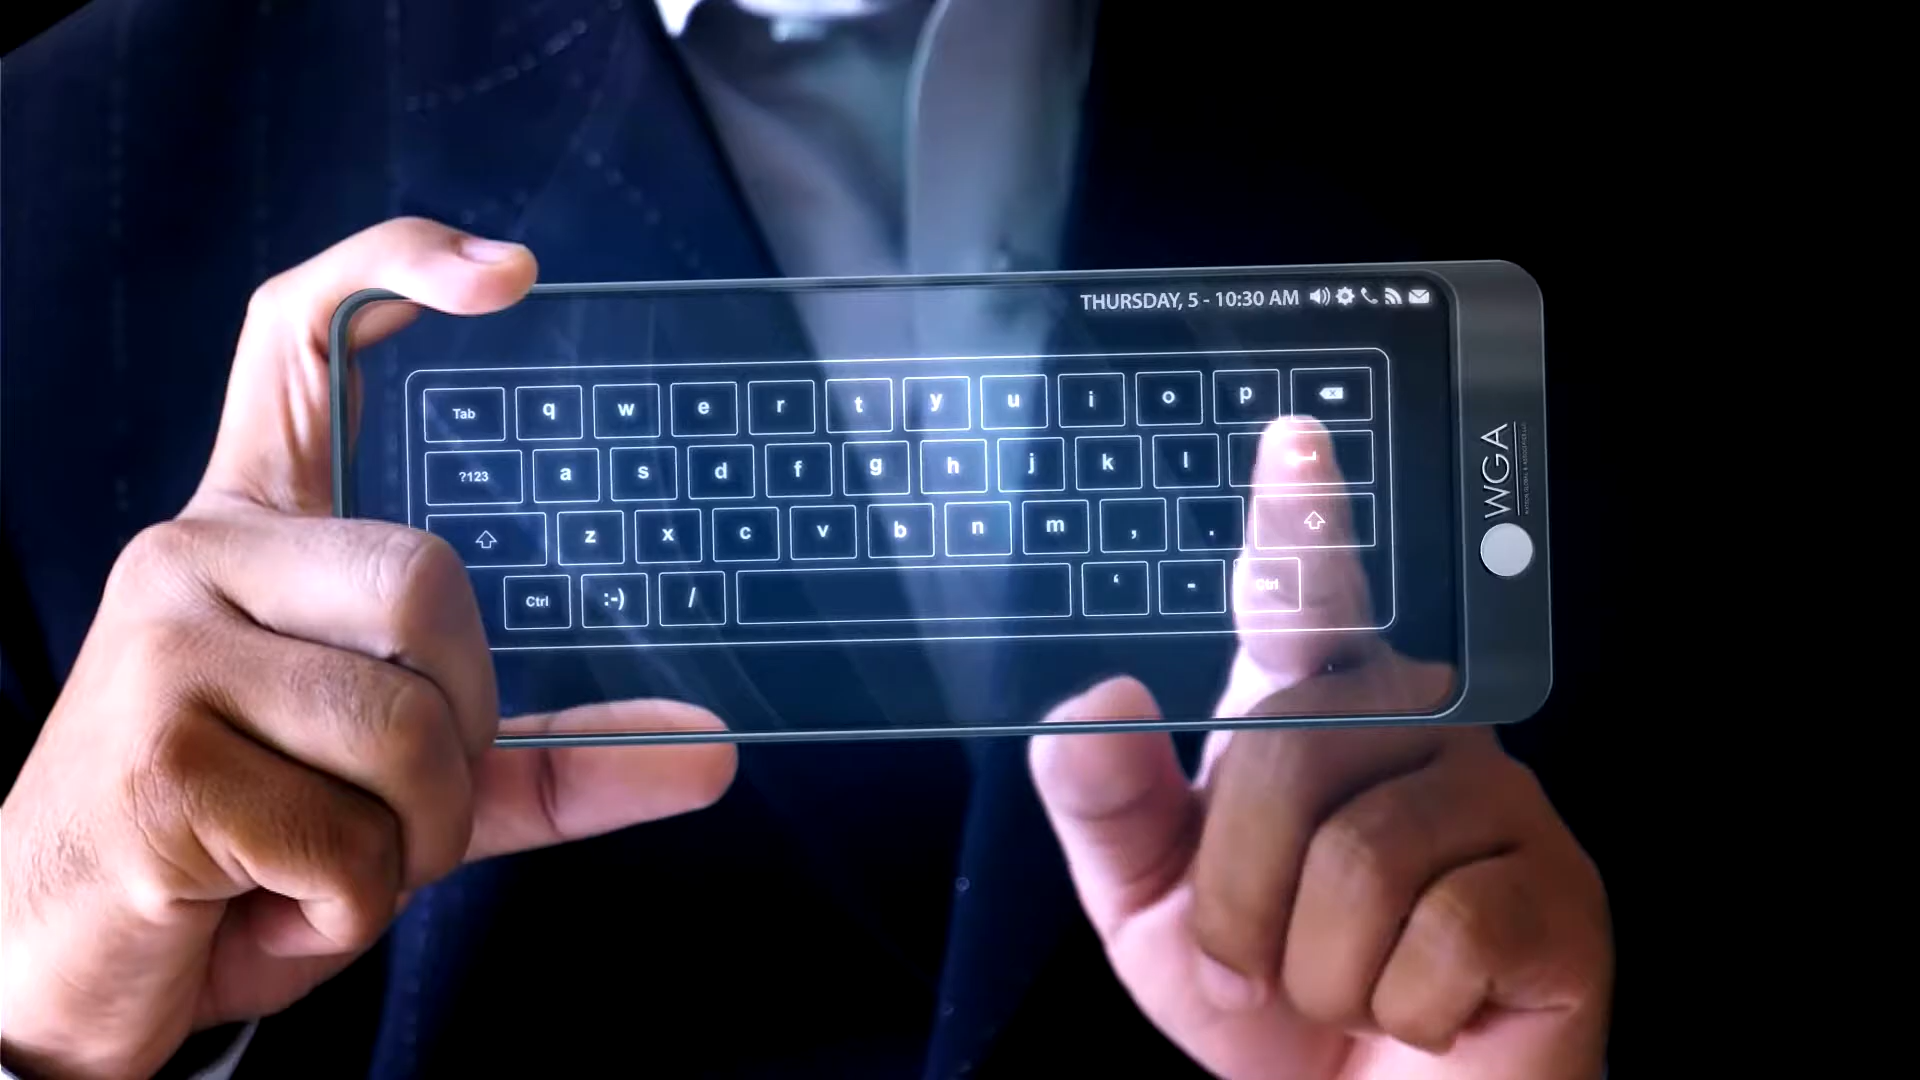 THURSDAY, 5 - 10:30 AM
Tab q w e r t y u i o p
?123 a s d f g h j k l
z x c v b n m , .
Ctrl :-) / ‘ - Ctrl
WGA